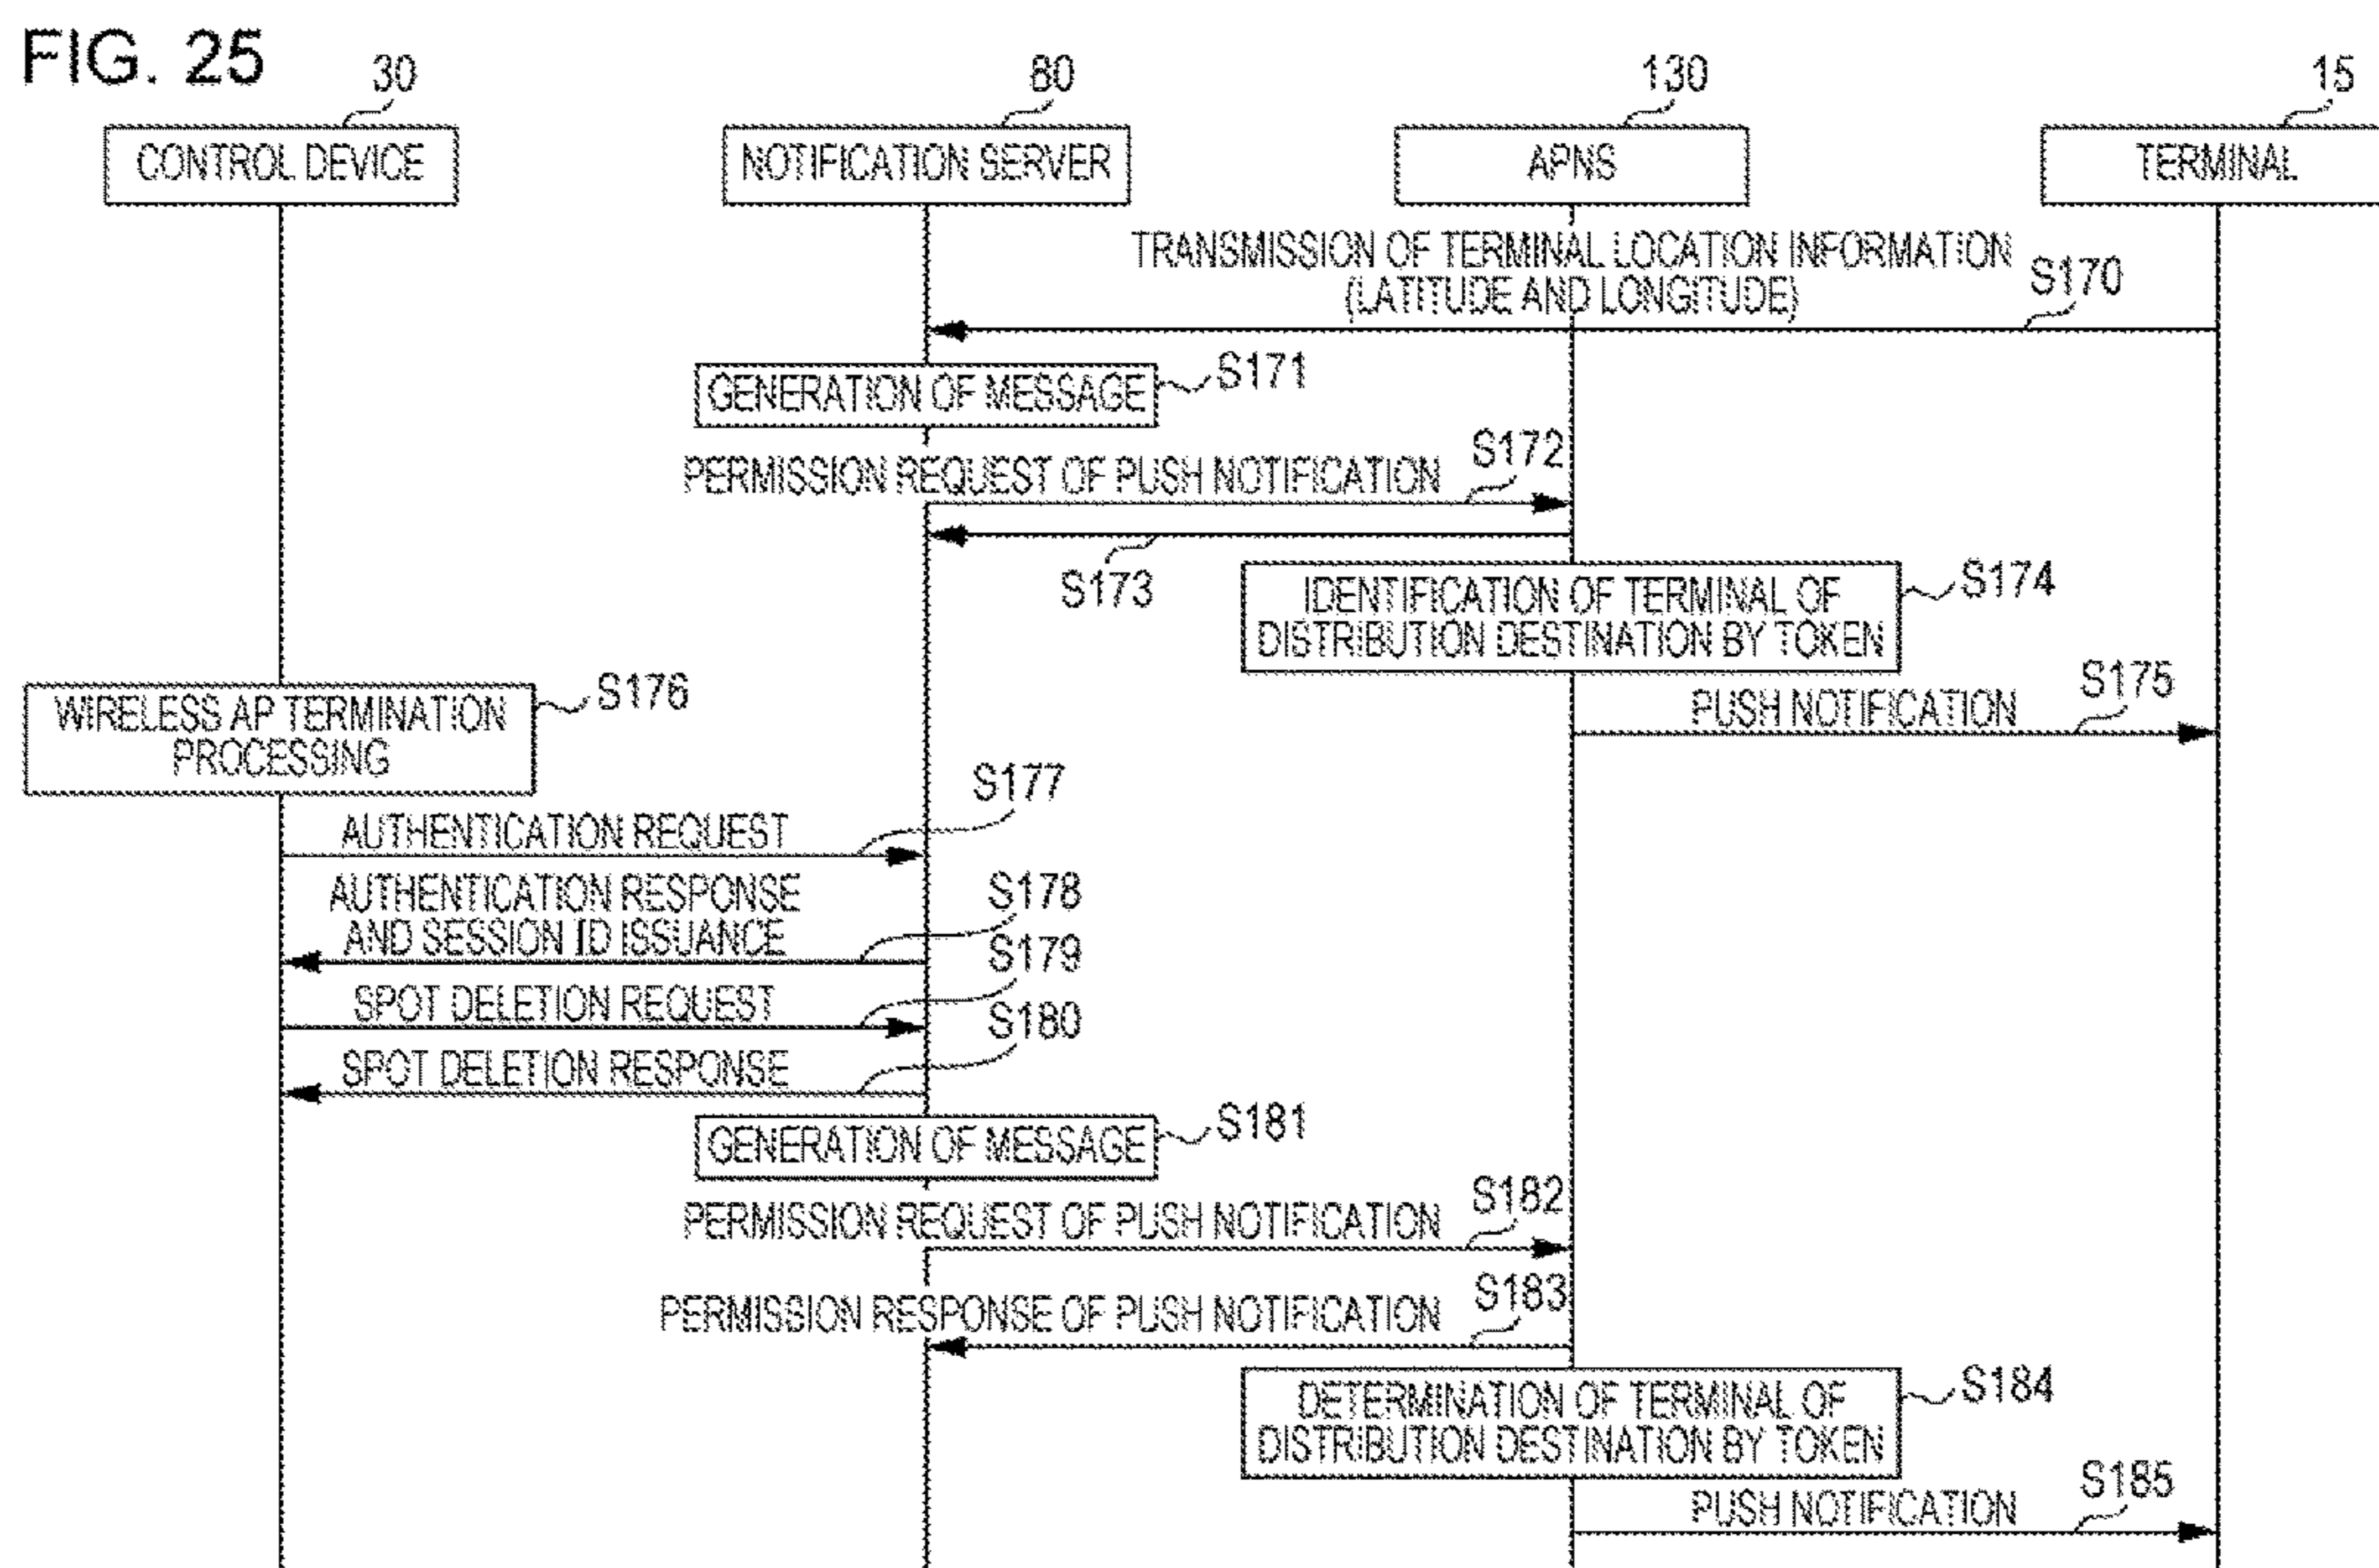 FIG. 25
30
80
130
15
CONTROL DEVICE
NOTIFICATION SERVER
APNS
TERMINAL
TRANSMISSION OF TERMINAL LOCATION INFORMATION
(LATITUDE AND LONGITUDE)
S170
GENERATION OF MESSAGE
S171
PERMISSION REQUEST OF PUSH NOTIFICATION
S172
S173
IDENTIFICATION OF TERMINAL OF
DISTRIBUTION DESTINATION BY TOKEN
S174
PUSH NOTIFICATION
S175
WIRELESS AP TERMINATION
PROCESSING
S176
AUTHENTICATION REQUEST
S177
AUTHENTICATION RESPONSE
AND SESSION ID ISSUANCE
S178
SPOT DELETION REQUEST
S179
SPOT DELETION RESPONSE
S180
GENERATION OF MESSAGE
S181
PERMISSION REQUEST OF PUSH NOTIFICATION
S182
PERMISSION RESPONSE OF PUSH NOTIFICATION
S183
DETERMINATION OF TERMINAL OF
DISTRIBUTION DESTINATION BY TOKEN
S184
PUSH NOTIFICATION
S185